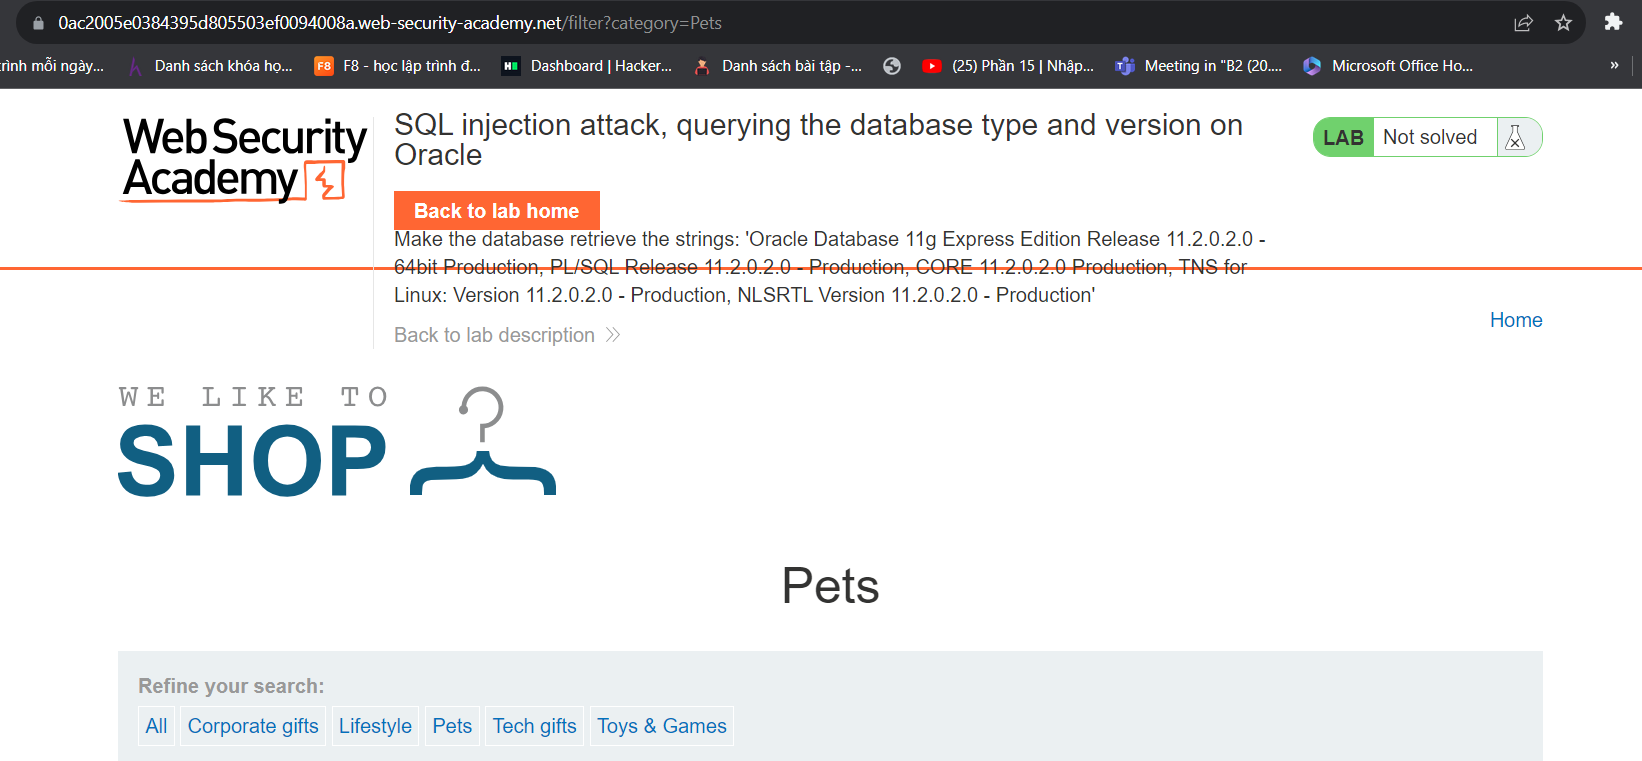 0ac2005e0384395d805503ef0094008a.web-security-academy.net/filter?category=Pets
rình mỗi ngày... Danh sách khóa họ... F8 F8 - học lập trình đ... H Dashboard | Hacker... Danh sách bài tập -... (25) Phần 15 | Nhập... Meeting in "B2 (20.... Microsoft Office Ho... »
Web Security
Academy
SQL injection attack, querying the database type and version on
Oracle
LAB Not solved
Back to lab home
Make the database retrieve the strings: 'Oracle Database 11g Express Edition Release 11.2.0.2.0 -
64bit Production, PL/SQL Release 11.2.0.2.0 - Production, CORE 11.2.0.2.0 Production, TNS for
Linux: Version 11.2.0.2.0 - Production, NLSRTL Version 11.2.0.2.0 - Production'
Home
Back to lab description
WE LIKE TO
SHOP
Pets
Refine your search:
All Corporate gifts Lifestyle Pets Tech gifts Toys & Games